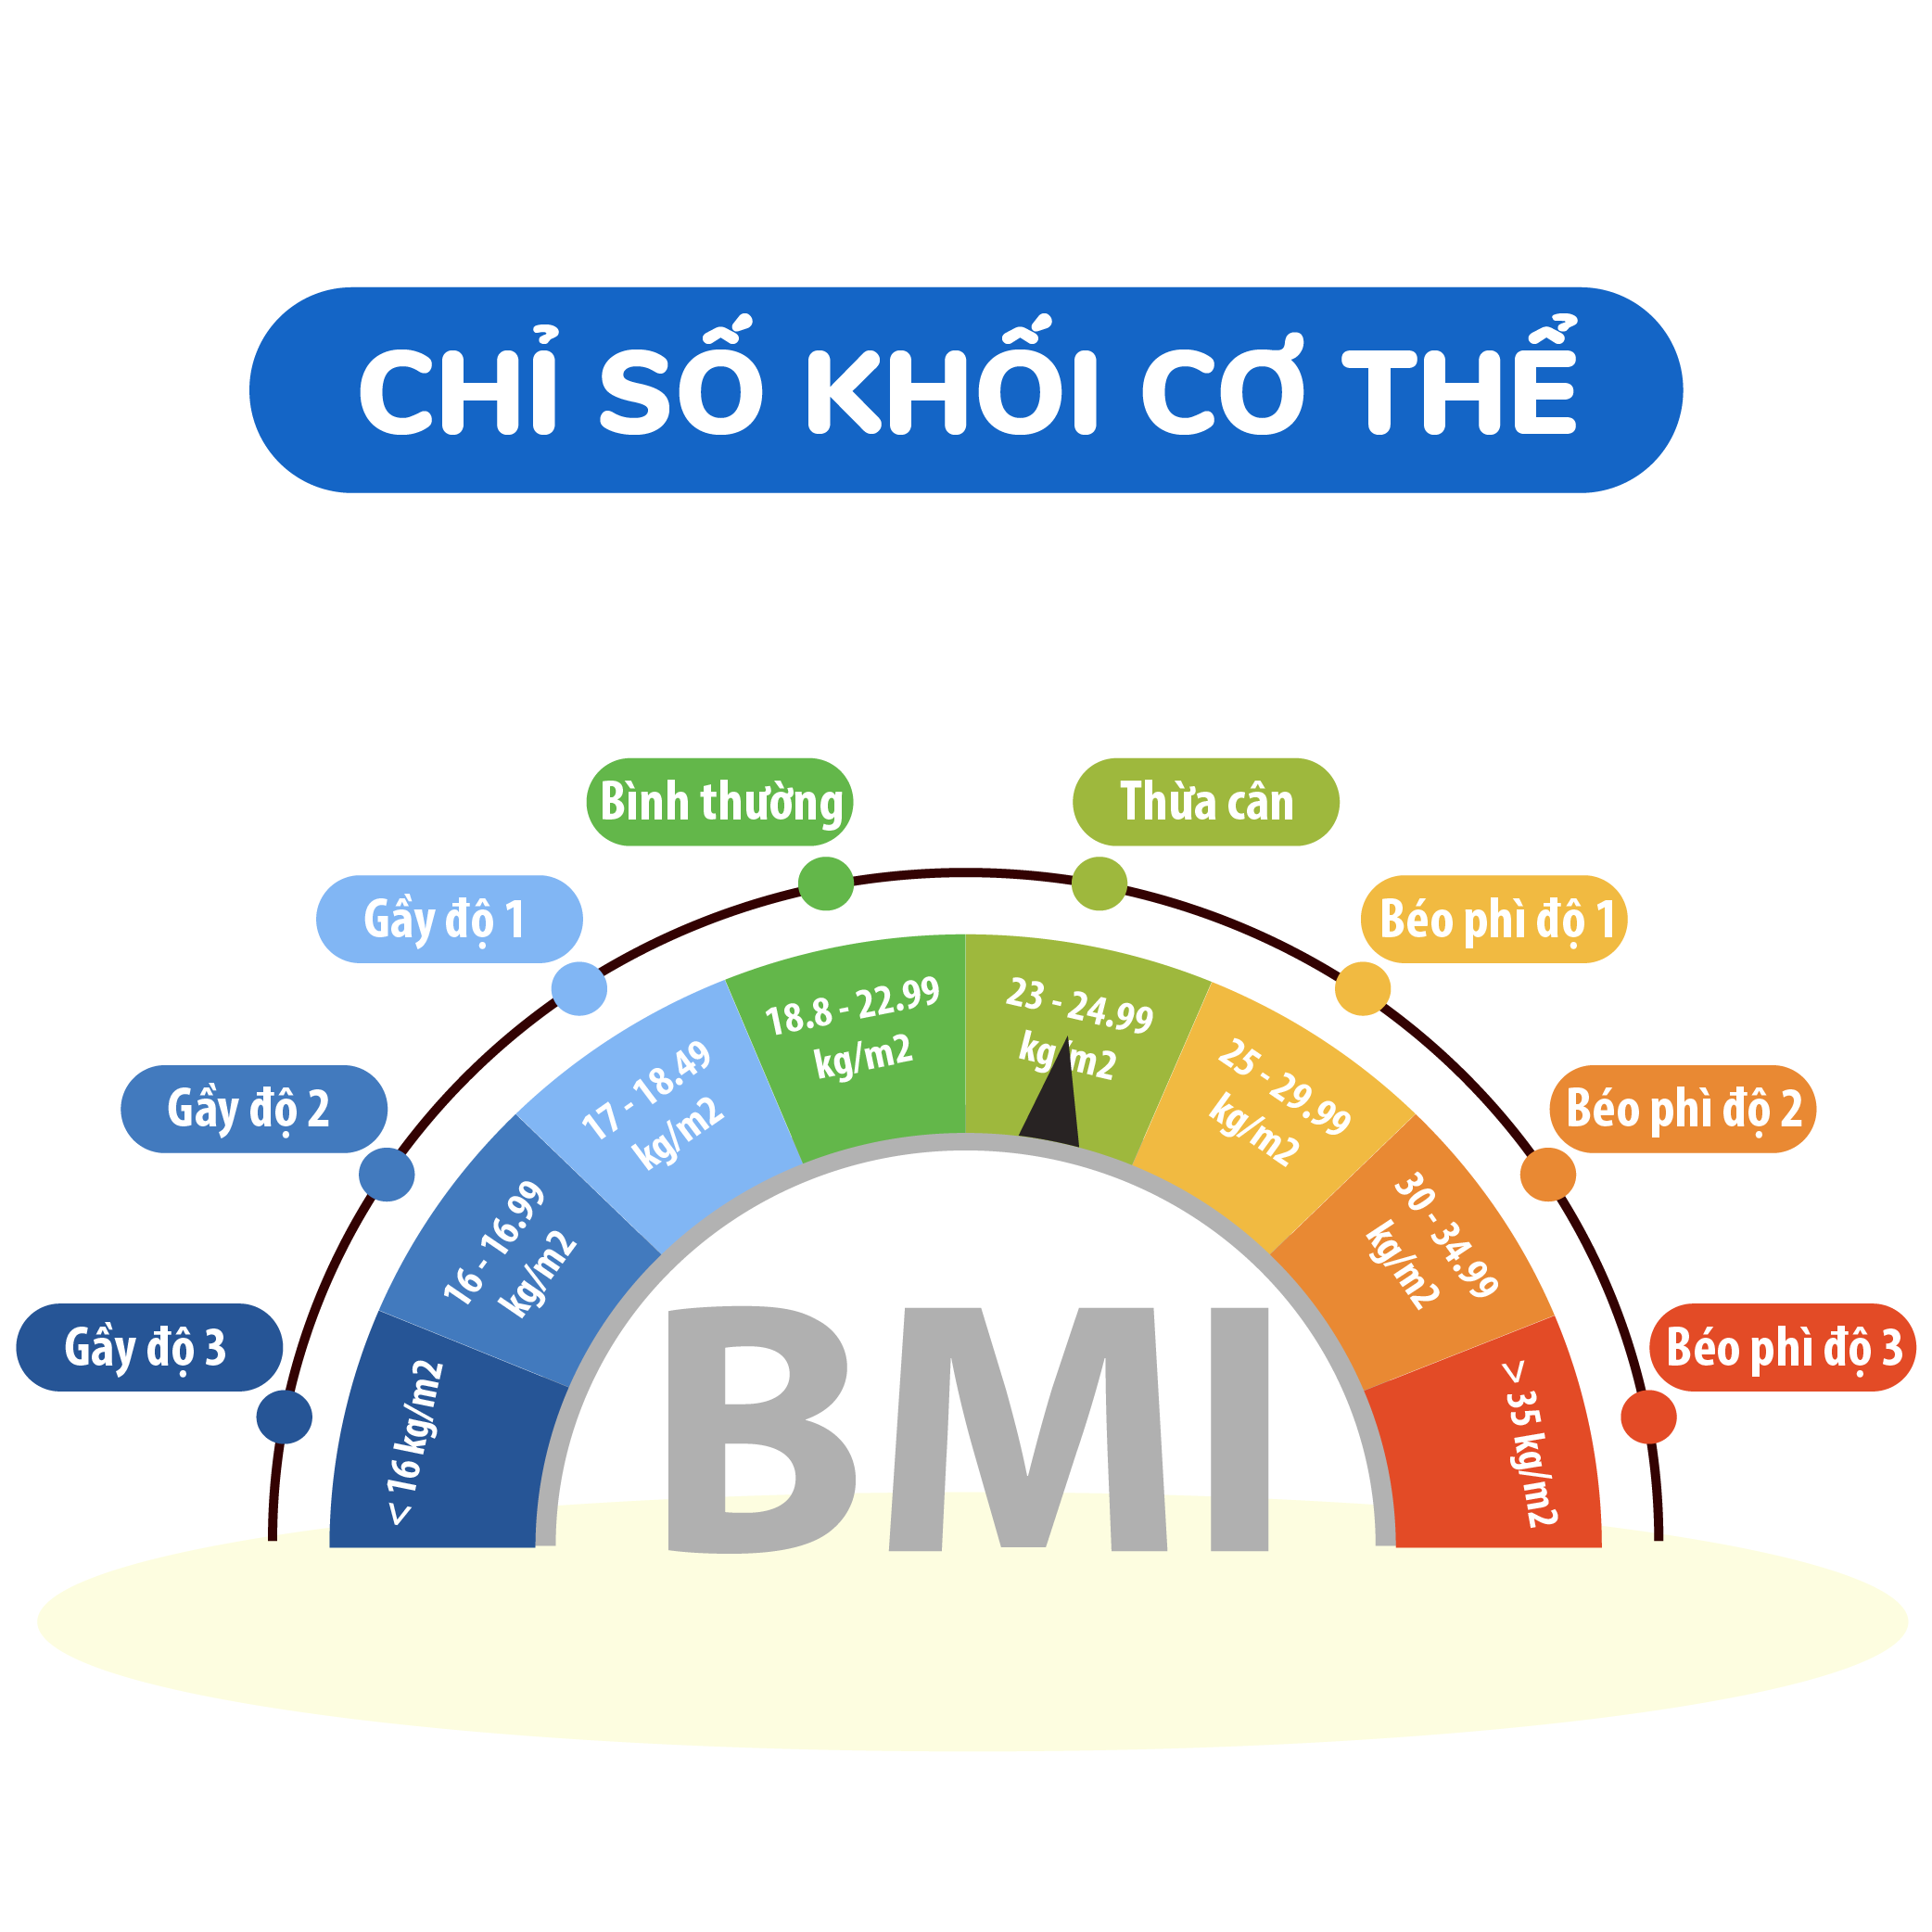 CHỈ SỐ KHỐI CƠ THỂ
Bình thường
Thừa cân
Gầy độ 1
Béo phì độ 1
Gầy độ 2
Béo phì độ 2
Gầy độ 3
Béo phì độ 3
< 16 kg/m2
16 - 16.99
kg/m2
17 - 18.49
kg/m2
18.8 - 22.99
kg/m2
23 - 24.99
kg/m2
25 - 29.99
kg/m2
30 - 34.99
kg/m2
> 35 kg/m2
BMI